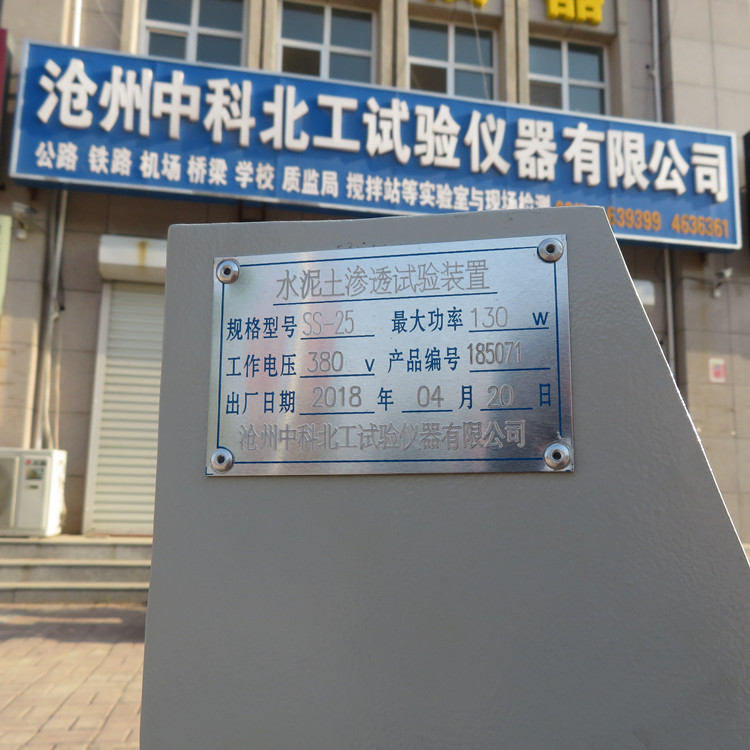 沧州中科北工试验仪器有限公司
公路 铁路 机场 桥梁 学校 质监局 搅拌站等实验室与现场检测 4636361
水泥土渗透试验装置
规格型号 SS-25 最大功率 130 W
工作电压 380 V 产品编号 185071
出厂日期 2018 年 04 月 20 日
沧州中科北工试验仪器有限公司